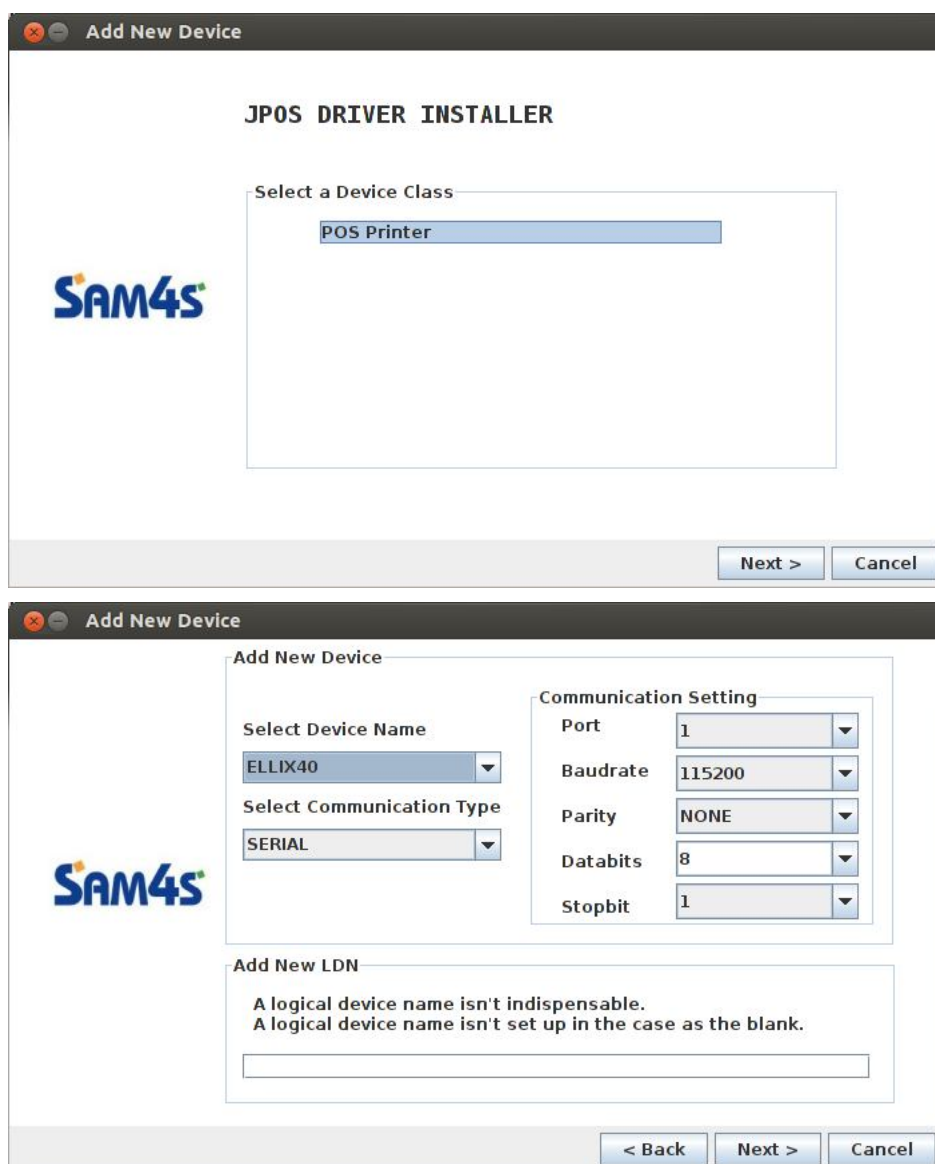 Add New Device
JPOS DRIVER INSTALLER
Select a Device Class
POS Printer
SAM4S
Next >
Cancel
Add New Device
Add New Device
Select Device Name
ELLIX40
Select Communication Type
SERIAL
Communication Setting
Port
1
Baudrate
115200
Parity
NONE
Databits
8
Stopbit
1
SAM4S
Add New LDN
A logical device name isn't indispensable.
A logical device name isn't set up in the case as the blank.
< Back
Next >
Cancel